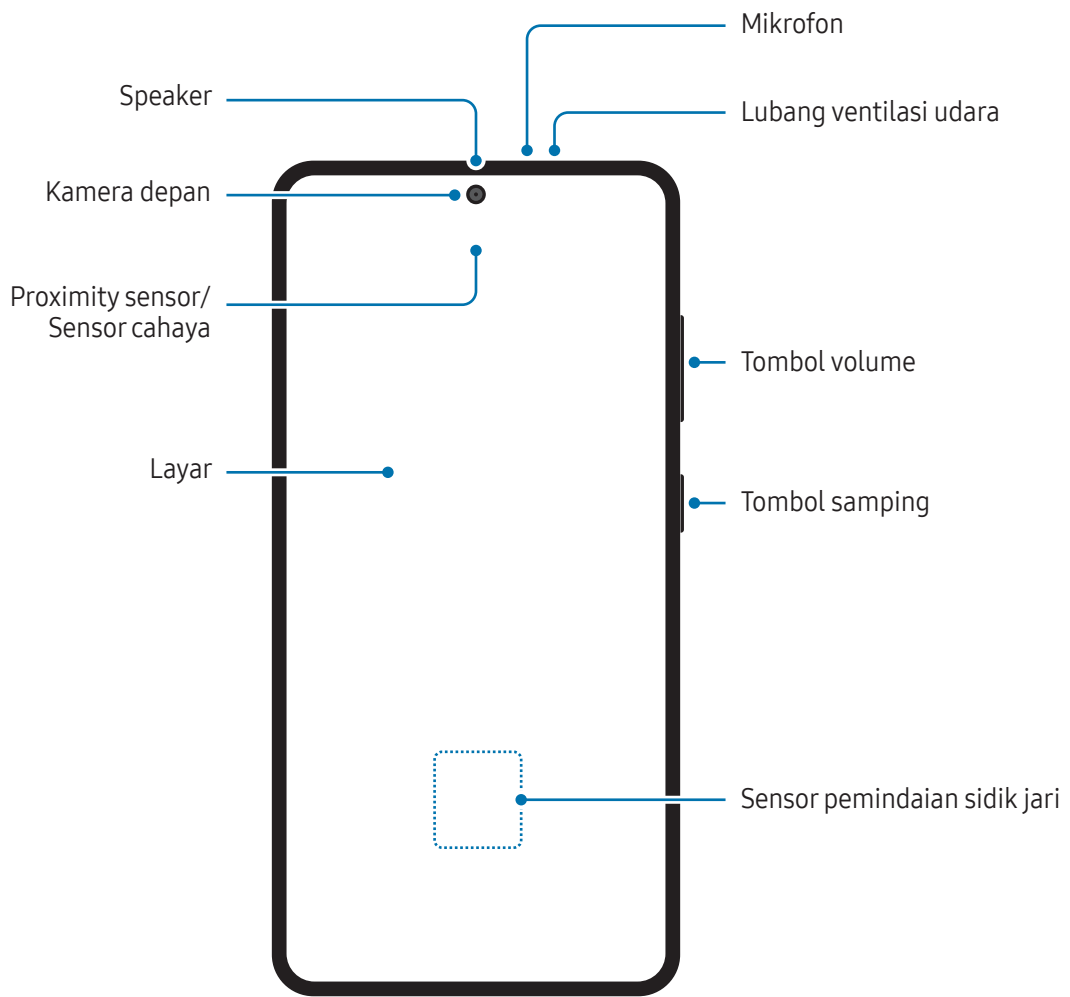 Mikrofon
Speaker
Lubang ventilasi udara
Kamera depan
Proximity sensor/
Sensor cahaya
Tombol volume
Layar
Tombol samping
Sensor pemindaian sidik jari